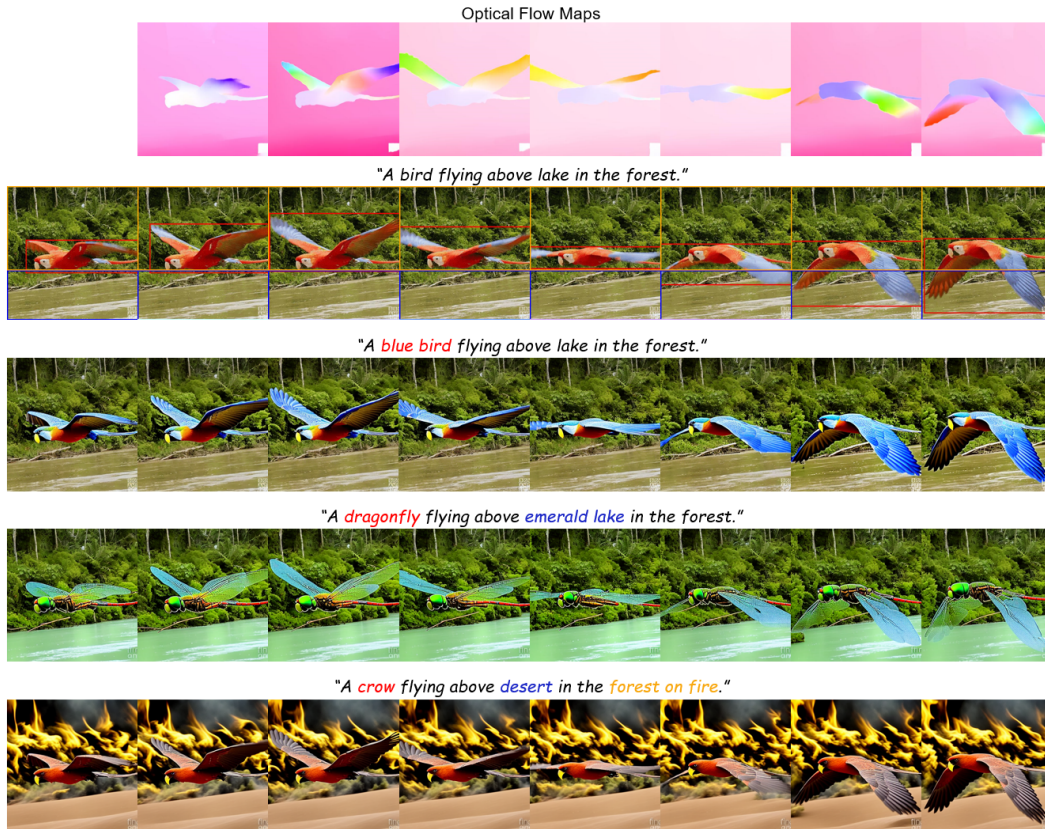 Optical Flow Maps
“A bird flying above lake in the forest.”
“A blue bird flying above lake in the forest.”
“A dragonfly flying above emerald lake in the forest.”
“A crow flying above desert in the forest on fire.”